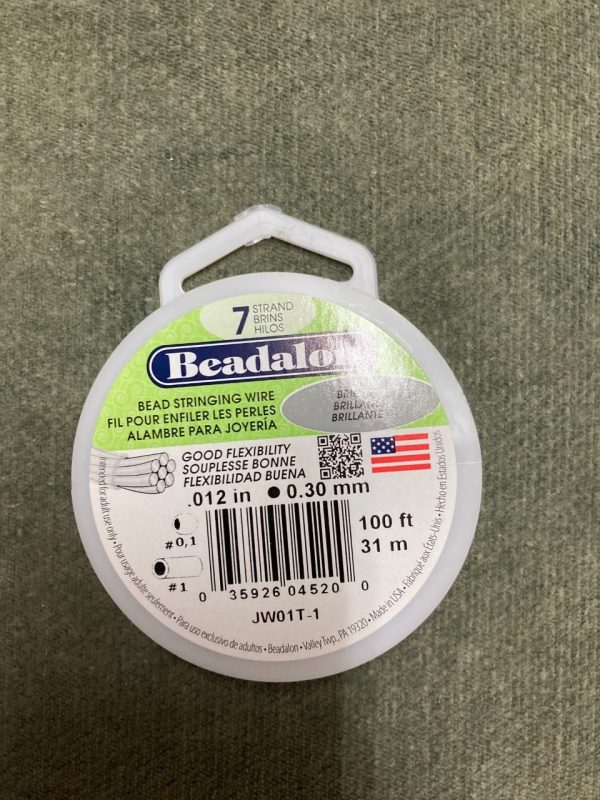 7 STRAND
BRINS
HILOS
Beadalon
BEAD STRINGING WIRE
FIL POUR ENFILER LES PERLES
ALAMBRE PARA JOYERÍA
BRILLANTE
GOOD FLEXIBILITY
SOUPLESSE BONNE
FLEXIBILIDAD BUENA
.012 in ● 0.30 mm
100 ft
31 m
#0,1
#1
0 35926 04520 0
JW01T-1
Intended for adult use only • Pour usage adulte seulement • Para uso exclusivo de adultos • Beadalon • Valley Twp., PA 19320 • Made in USA • Fabriqué aux États-Unis • Hecho en Estados Unidos